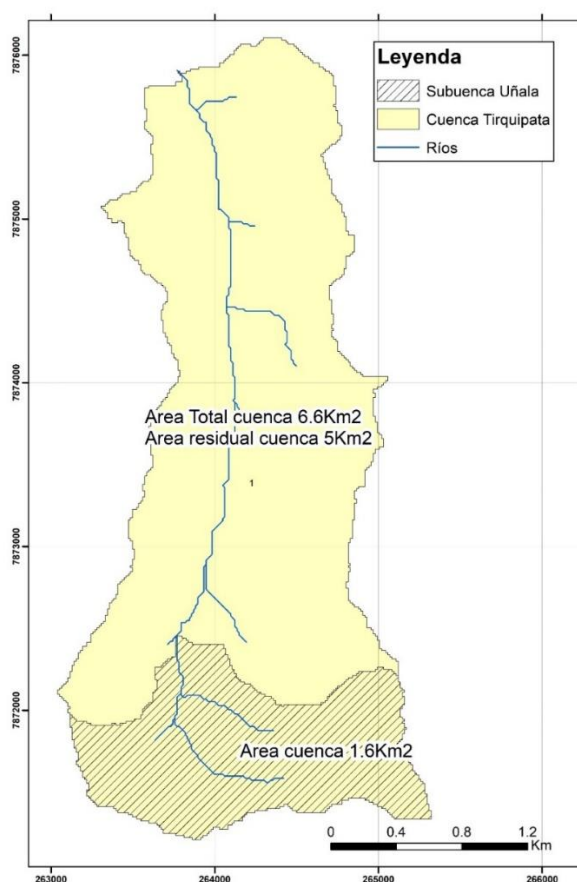 Leyenda
Subuenca Uñala
Cuenca Tirquipata
Ríos
7876000
7875000
7874000
7873000
7872000
Area Total cuenca 6.6Km2
Area residual cuenca 5Km2
1
Area cuenca 1.6Km2
0 0.4 0.8 1.2
Km
263000 264000 265000 266000